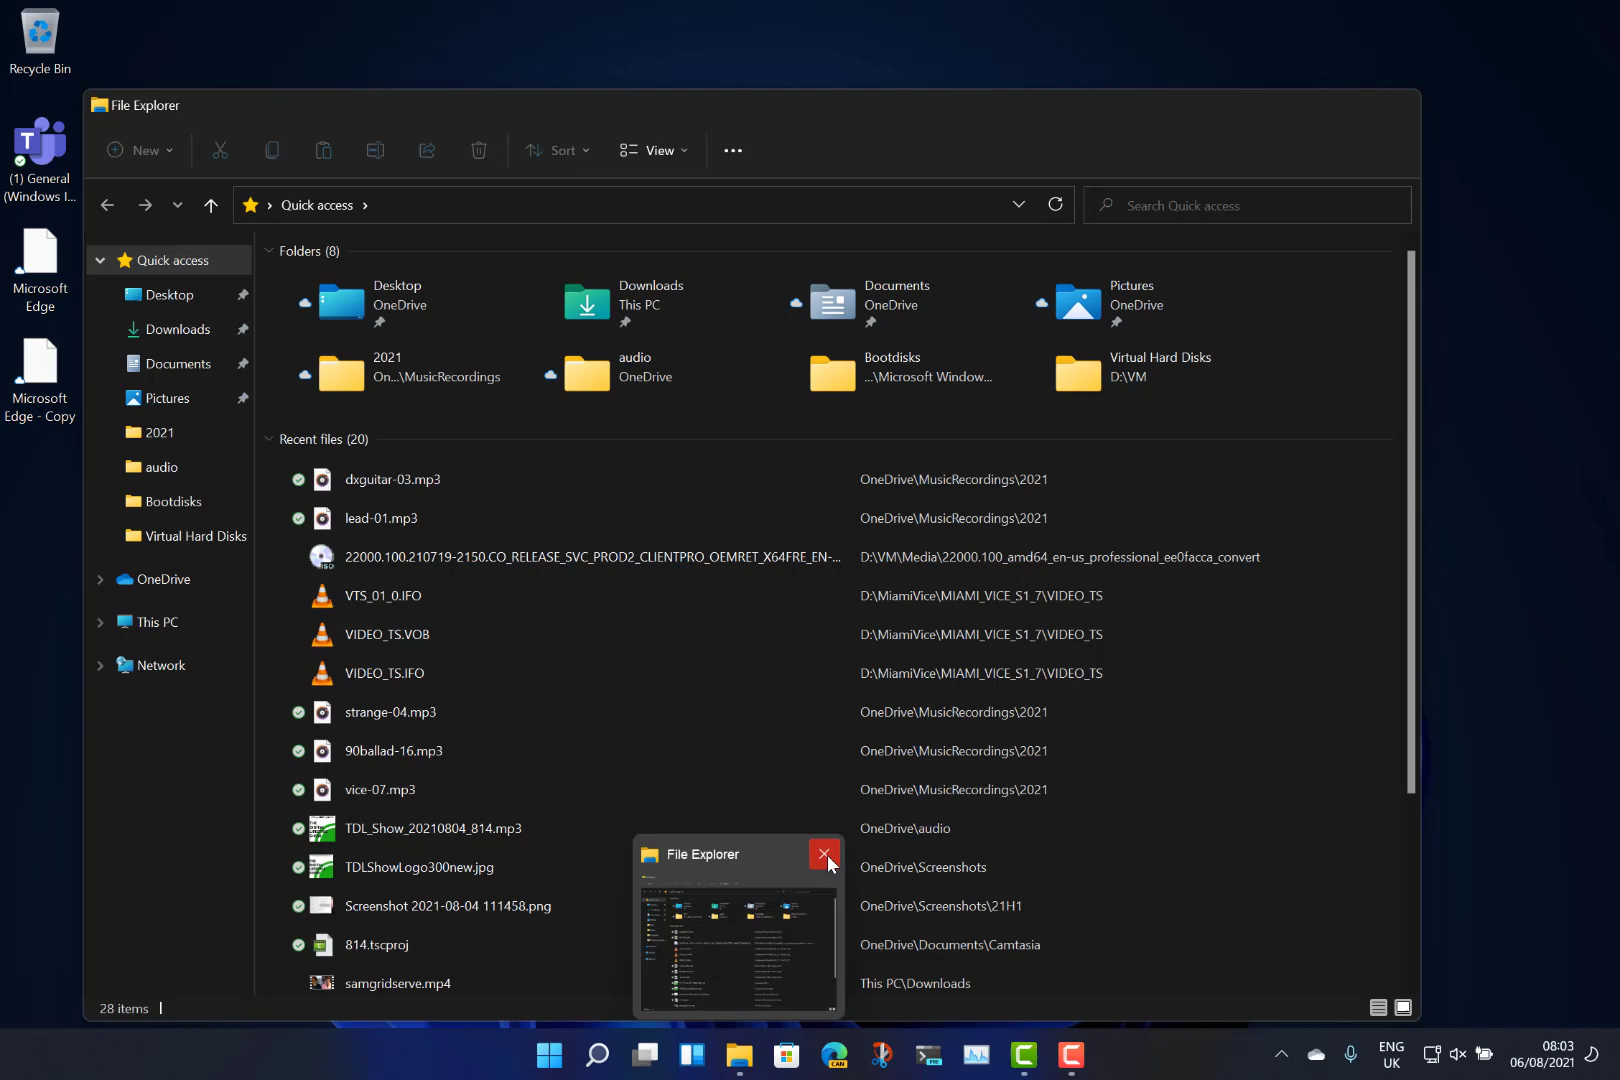 Recycle Bin
T
(1) General
(Windows I...
Microsoft
Edge
Microsoft
Edge - Copy
File Explorer
New
Sort
View
Quick access
Search Quick access
Quick access
Desktop
Downloads
Documents
Pictures
2021
audio
Bootdisks
Virtual Hard Disks
OneDrive
This PC
Network
Folders (8)
Desktop
OneDrive
Downloads
This PC
Documents
OneDrive
Pictures
OneDrive
2021
On...\MusicRecordings
audio
OneDrive
Bootdisks
...\Microsoft Window...
Virtual Hard Disks
D:\VM
Recent files (20)
dxguitar-03.mp3 OneDrive\MusicRecordings\2021
lead-01.mp3 OneDrive\MusicRecordings\2021
22000.100.210719-2150.CO_RELEASE_SVC_PROD2_CLIENTPRO_OEMRET_X64FRE_EN-... D:\VM\Media\22000.100_amd64_en-us_professional_ee0facca_convert
VTS_01_0.IFO D:\MiamiVice\MIAMI_VICE_S1_7\VIDEO_TS
VIDEO_TS.VOB D:\MiamiVice\MIAMI_VICE_S1_7\VIDEO_TS
VIDEO_TS.IFO D:\MiamiVice\MIAMI_VICE_S1_7\VIDEO_TS
strange-04.mp3 OneDrive\MusicRecordings\2021
90ballad-16.mp3 OneDrive\MusicRecordings\2021
vice-07.mp3 OneDrive\MusicRecordings\2021
TDL_Show_20210804_814.mp3 OneDrive\audio
TDLShowLogo300new.jpg OneDrive\Screenshots
Screenshot 2021-08-04 111458.png OneDrive\Screenshots\21H1
814.tscproj OneDrive\Documents\Camtasia
samgridserve.mp4 This PC\Downloads
File Explorer
28 items
CAN
PRE
ENG
UK
08:03
06/08/2021